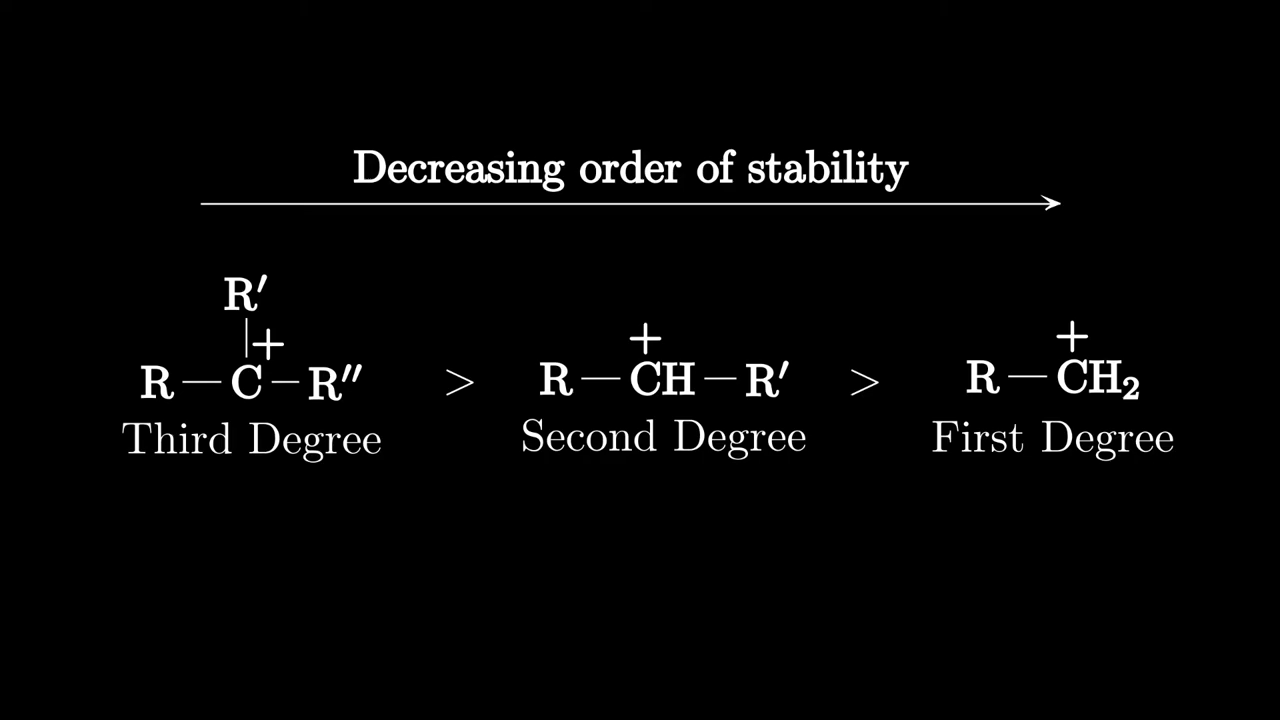 Decreasing order of stability
R′
+ + +
R — C — R″ > R — CH — R′ > R — CH₂
Third Degree Second Degree First Degree